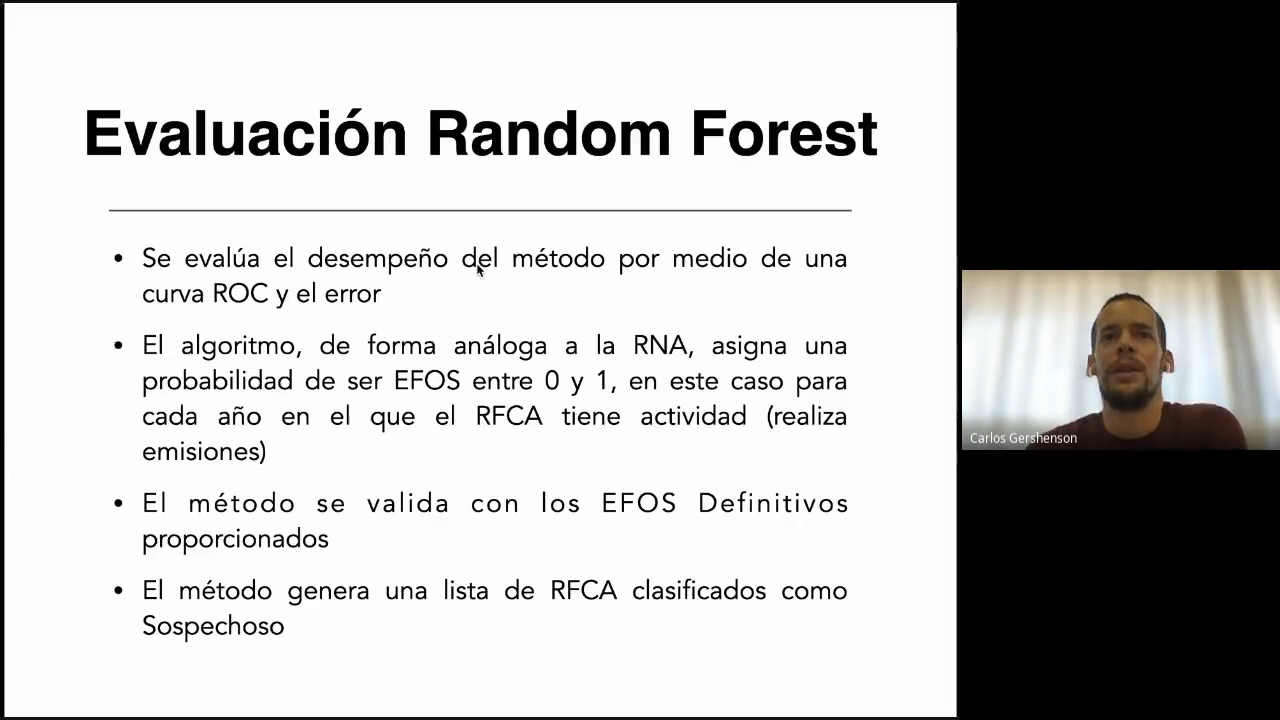 Evaluación Random Forest
• Se evalúa el desempeño del método por medio de una
curva ROC y el error
• El algoritmo, de forma análoga a la RNA, asigna una
probabilidad de ser EFOS entre 0 y 1, en este caso para
cada año en el que el RFCA tiene actividad (realiza
emisiones)
• El método se valida con los EFOS Definitivos
proporcionados
• El método genera una lista de RFCA clasificados como
Sospechoso
Carlos Gershenson